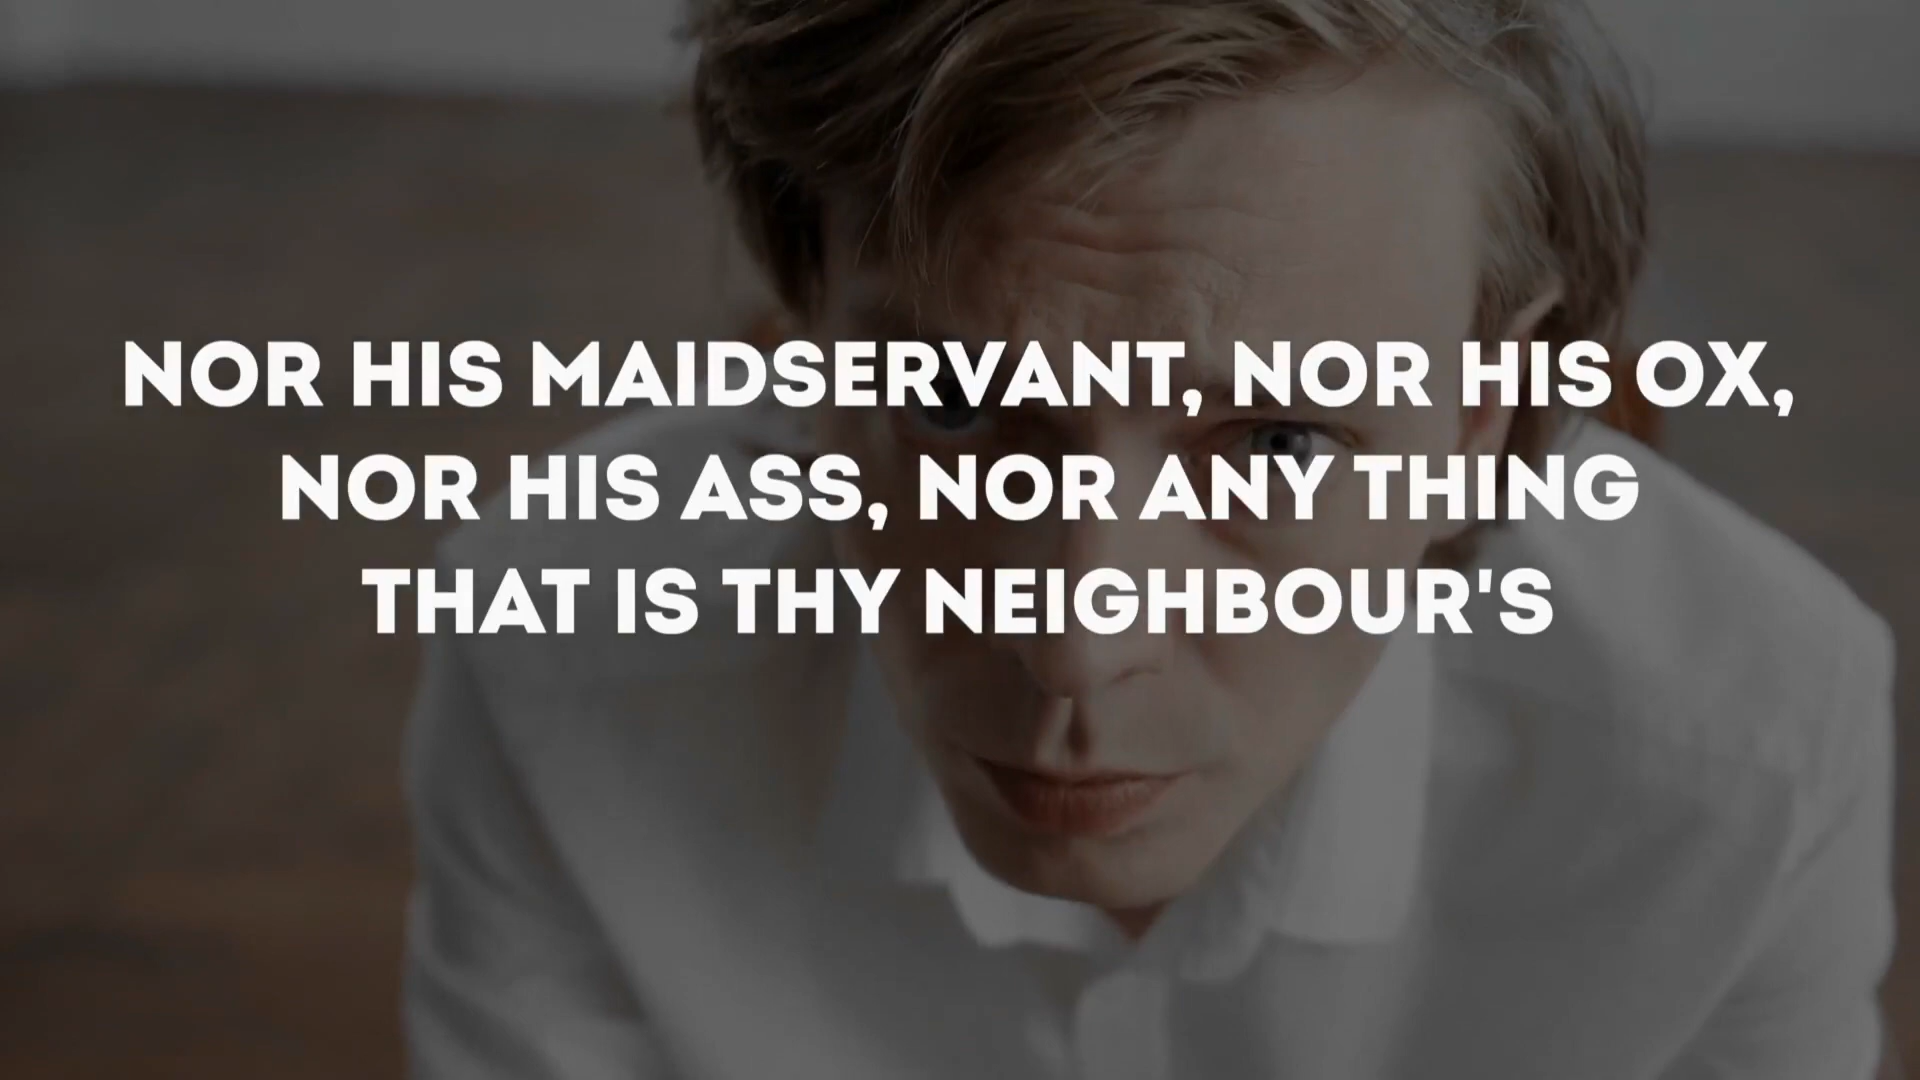 NOR HIS MAIDSERVANT, NOR HIS OX,
NOR HIS ASS, NOR ANY THING
THAT IS THY NEIGHBOUR'S